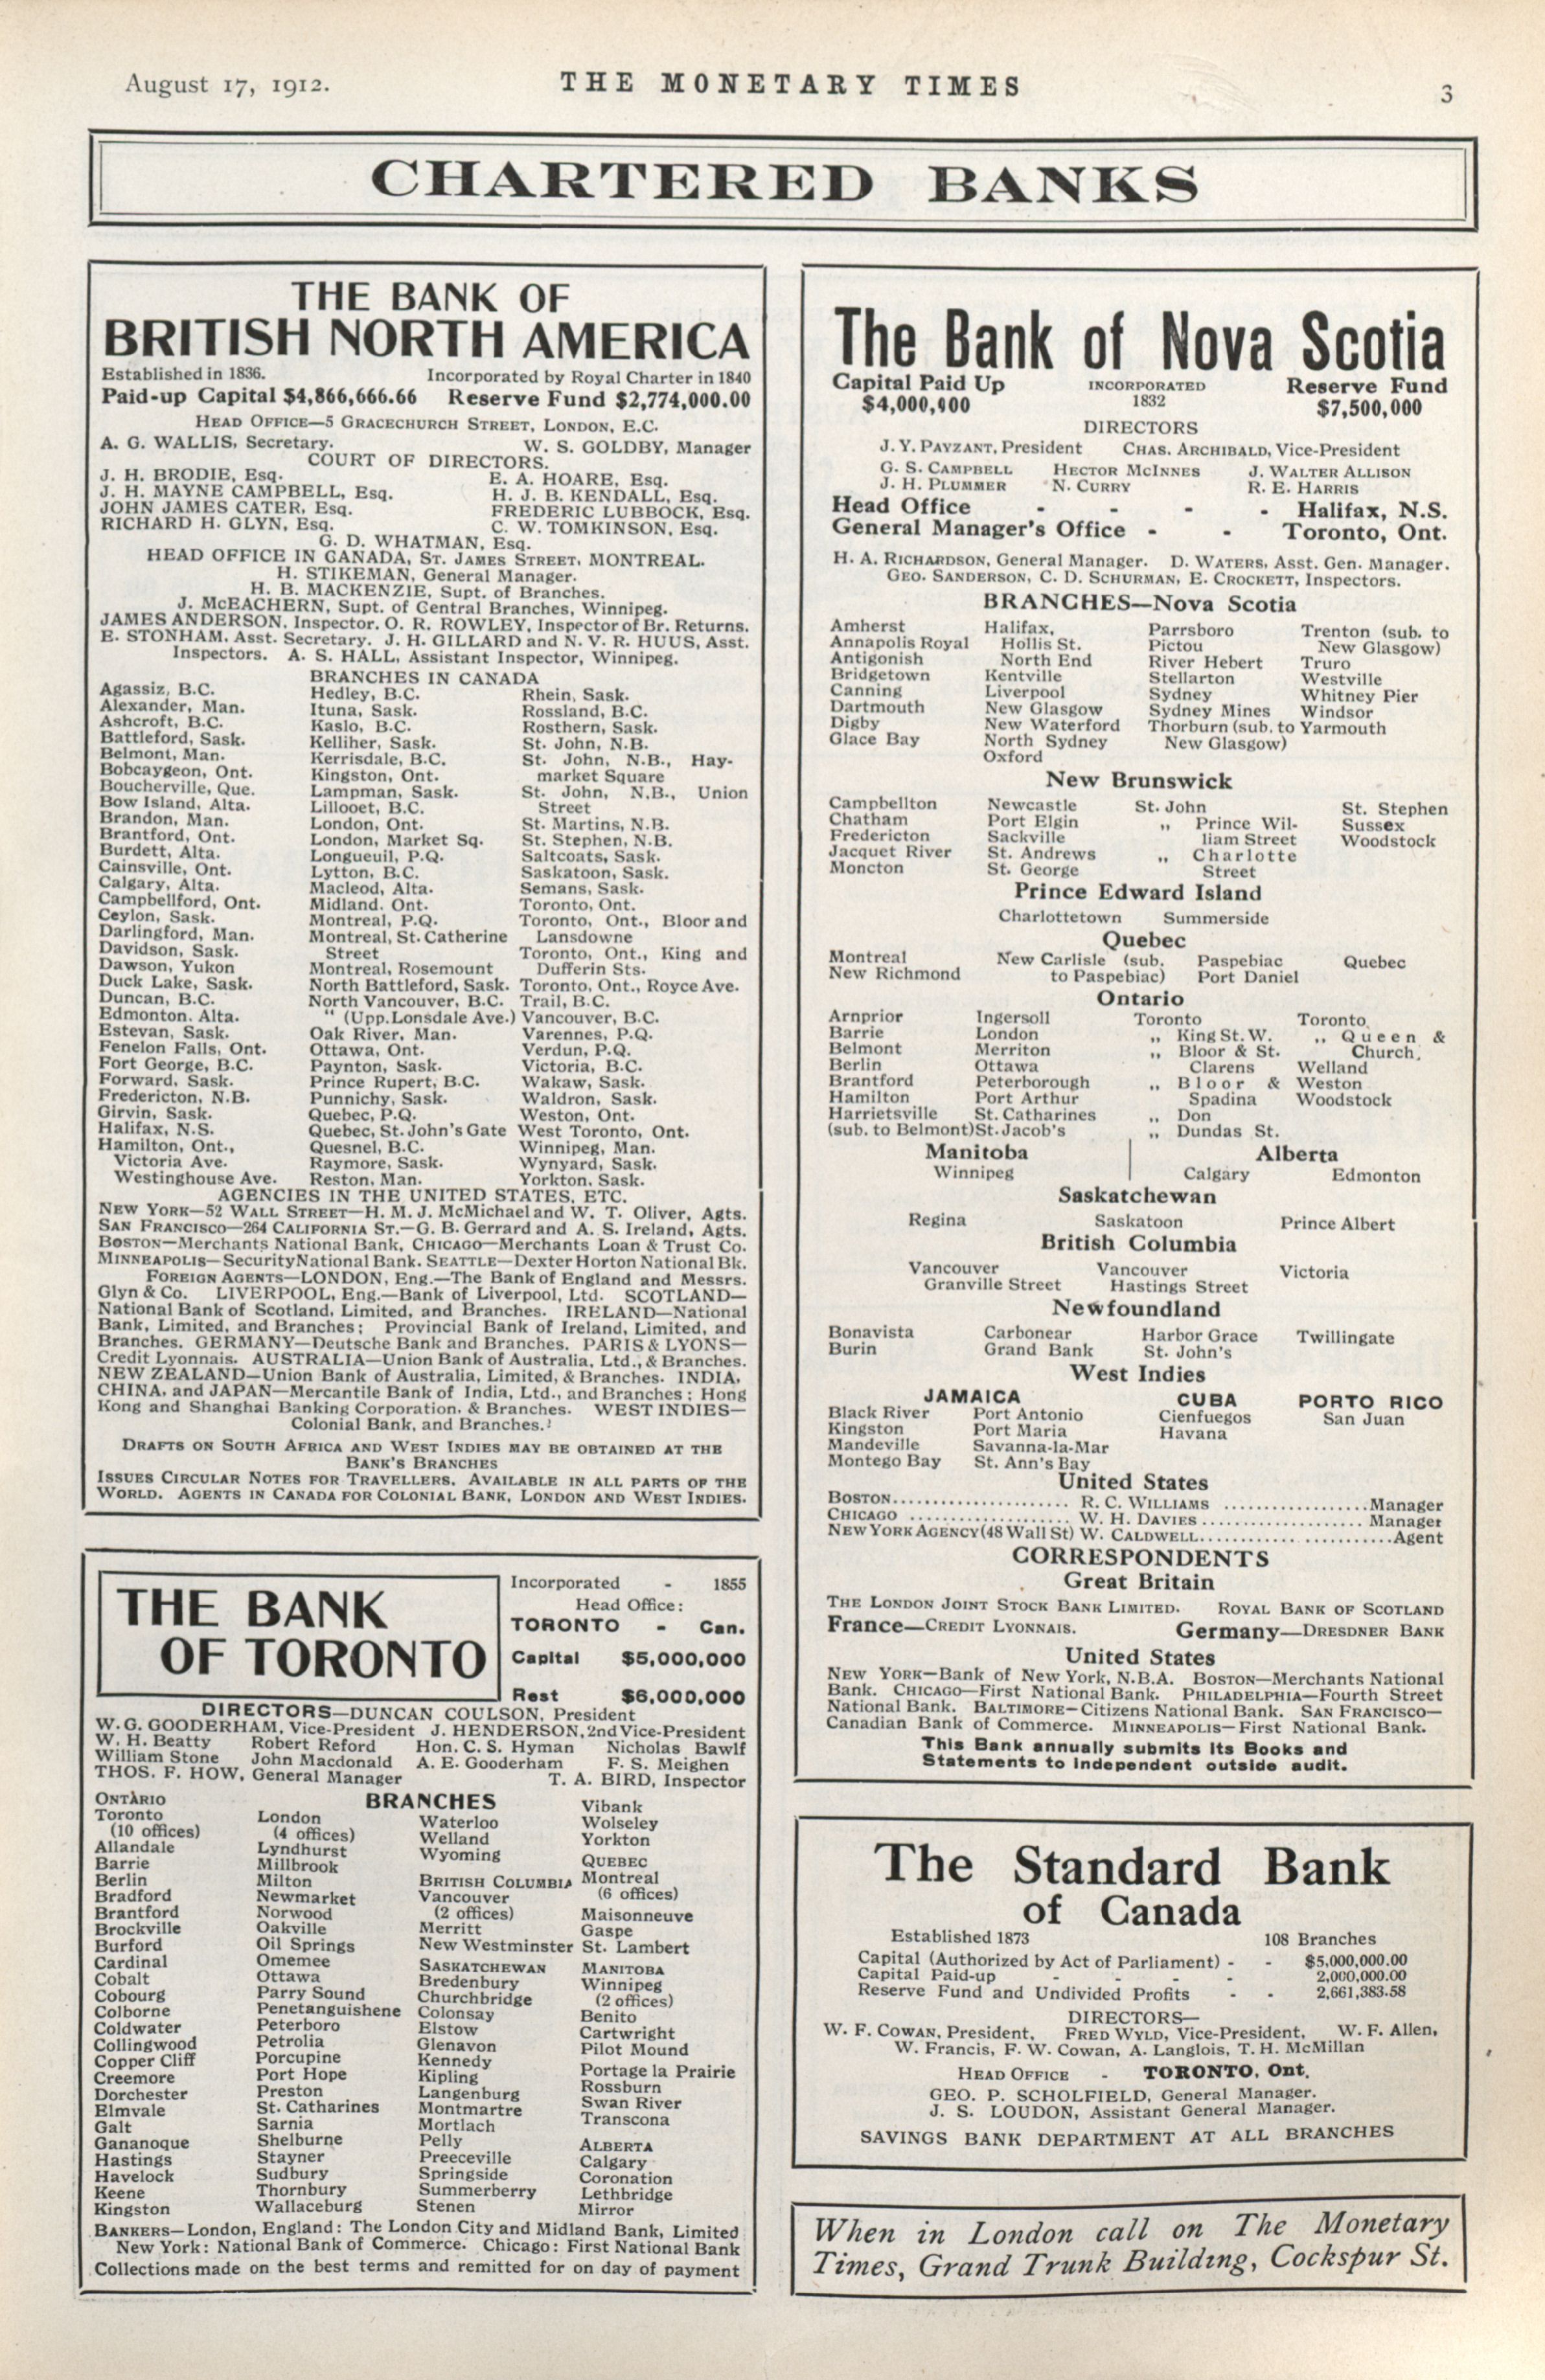 August 17, 1912.
THE MONETARY TIMES
3
CHARTERED BANKS
THE BANK OF
BRITISH NORTH AMERICA
Established in 1836. Incorporated by Royal Charter in 1840
Paid-up Capital $4,866,666.66 Reserve Fund $2,774,000.00
HEAD OFFICE—5 GRACECHURCH STREET, LONDON, E.C.
A. G. WALLIS, Secretary. W. S. GOLDBY, Manager
COURT OF DIRECTORS.
J. H. BRODIE, Esq. E. A. HOARE, Esq.
J. H. MAYNE CAMPBELL, Esq. H. J. B. KENDALL, Esq.
JOHN JAMES CATER, Esq. FREDERIC LUBBOCK, Esq.
RICHARD H. GLYN, Esq. C. W. TOMKINSON, Esq.
G. D. WHATMAN, Esq.
HEAD OFFICE IN CANADA, ST. JAMES STREET, MONTREAL.
H. STIKEMAN, General Manager.
H. B. MACKENZIE, Supt. of Branches.
J. McEACHERN, Supt. of Central Branches, Winnipeg.
JAMES ANDERSON, Inspector. O. R. ROWLEY, Inspector of Br. Returns.
E. STONHAM, Asst. Secretary. J. H. GILLARD and N. V. R. HUUS, Asst.
Inspectors. A. S. HALL, Assistant Inspector, Winnipeg.
BRANCHES IN CANADA
Agassiz, B.C.
Alexander, Man.
Ashcroft, B.C.
Battleford, Sask.
Belmont, Man.
Bobcaygeon, Ont.
Boucherville, Que.
Bow Island, Alta.
Brandon, Man.
Brantford, Ont.
Burdett, Alta.
Cainsville, Ont.
Calgary, Alta.
Campbellford, Ont.
Ceylon, Sask.
Darlingford, Man.
Davidson, Sask.
Dawson, Yukon
Duck Lake, Sask.
Duncan, B.C.
Edmonton. Alta.
Estevan, Sask.
Fenelon Falls, Ont.
Fort George, B.C.
Forward, Sask.
Fredericton, N.B.
Girvin, Sask.
Halifax, N.S.
Hamilton, Ont.,
Victoria Ave.
Westinghouse Ave.
Hedley, B.C.
Ituna, Sask.
Kaslo, B.C.
Kelliher, Sask.
Kerrisdale, B.C.
Kingston, Ont.
Lampman, Sask.
Lillooet, B.C.
London, Ont.
London, Market Sq.
Longueuil, P.Q.
Lytton, B.C.
Macleod, Alta.
Midland. Ont.
Montreal, P.Q.
Montreal, St. Catherine
Street
Montreal, Rosemount
North Battleford, Sask.
North Vancouver, B.C.
" (Upp. Lonsdale Ave.)
Oak River, Man.
Ottawa, Ont.
Paynton, Sask.
Prince Rupert, B.C.
Punnichy, Sask.
Quebec, P.Q.
Quebec, St. John's Gate
Quesnel, B.C.
Raymore, Sask.
Reston, Man.
Rhein, Sask.
Rossland, B.C.
Rosthern, Sask.
St. John, N.B.
St. John, N.B., Hay-
market Square
St. John, N.B., Union
Street
St. Martins, N.B.
St. Stephen, N.B.
Saltcoats, Sask.
Saskatoon, Sask.
Semans, Sask.
Toronto, Ont.
Toronto, Ont., Bloor and
Lansdowne
Toronto, Ont., King and
Dufferin Sts.
Toronto, Ont., Royce Ave.
Trail, B.C.
Vancouver, B.C.
Varennes, P.Q.
Verdun, P.Q.
Victoria, B.C.
Wakaw, Sask.
Waldron, Sask.
Weston, Ont.
West Toronto, Ont.
Winnipeg, Man.
Wynyard, Sask.
Yorkton, Sask.
AGENCIES IN THE UNITED STATES, ETC.
NEW YORK—52 WALL STREET—H. M. J. McMichael and W. T. Oliver, Agts.
SAN FRANCISCO—264 CALIFORNIA ST.—G. B. Gerrard and A. S. Ireland, Agts.
BOSTON—Merchants National Bank, CHICAGO—Merchants Loan & Trust Co.
MINNEAPOLIS—Security National Bank. SEATTLE—Dexter Horton National Bk.
FOREIGN AGENTS—LONDON, Eng.—The Bank of England and Messrs.
Glyn & Co. LIVERPOOL, Eng.—Bank of Liverpool, Ltd. SCOTLAND—
National Bank of Scotland, Limited, and Branches. IRELAND—National
Bank, Limited, and Branches; Provincial Bank of Ireland, Limited, and
Branches. GERMANY—Deutsche Bank and Branches. PARIS & LYONS—
Credit Lyonnais. AUSTRALIA—Union Bank of Australia, Ltd., & Branches.
NEW ZEALAND—Union Bank of Australia, Limited, & Branches. INDIA,
CHINA, and JAPAN—Mercantile Bank of India, Ltd., and Branches; Hong
Kong and Shanghai Banking Corporation, & Branches. WEST INDIES—
Colonial Bank, and Branches.
DRAFTS ON SOUTH AFRICA AND WEST INDIES MAY BE OBTAINED AT THE
BANK'S BRANCHES
ISSUES CIRCULAR NOTES FOR TRAVELLERS, AVAILABLE IN ALL PARTS OF THE
WORLD. AGENTS IN CANADA FOR COLONIAL BANK, LONDON AND WEST INDIES.
THE BANK
OF TORONTO
Incorporated - 1855
Head Office:
TORONTO - Can.
Capital $5,000,000
Rest $6,000,000
DIRECTORS—DUNCAN COULSON, President
W. G. GOODERHAM, Vice-President J. HENDERSON, 2nd Vice-President
W. H. Beatty Robert Reford Hon. C. S. Hyman Nicholas Bawlf
William Stone John Macdonald A. E. Gooderham F. S. Meighen
THOS. F. HOW, General Manager T. A. BIRD, Inspector
BRANCHES
ONTARIO
Toronto
(10 offices)
Allandale
Barrie
Berlin
Bradford
Brantford
Brockville
Burford
Cardinal
Cobalt
Cobourg
Colborne
Coldwater
Collingwood
Copper Cliff
Creemore
Dorchester
Elmvale
Galt
Gananoque
Hastings
Havelock
Keene
Kingston
London
(4 offices)
Lyndhurst
Millbrook
Milton
Newmarket
Norwood
Oakville
Oil Springs
Omemee
Ottawa
Parry Sound
Penetanguishene
Peterboro
Petrolia
Porcupine
Port Hope
Preston
St. Catharines
Sarnia
Shelburne
Stayner
Sudbury
Thornbury
Wallaceburg
Waterloo
Welland
Wyoming
BRITISH COLUMBIA
Vancouver
(2 offices)
Merritt
New Westminster
SASKATCHEWAN
Bredenbury
Churchbridge
Colonsay
Elstow
Glenavon
Kennedy
Kipling
Langenburg
Montmartre
Mortlach
Pelly
Preeceville
Springside
Summerberry
Stenen
Vibank
Wolseley
Yorkton
QUEBEC
Montreal
(6 offices)
Maisonneuve
Gaspe
St. Lambert
MANITOBA
Winnipeg
(2 offices)
Benito
Cartwright
Pilot Mound
Portage la Prairie
Rossburn
Swan River
Transcona
ALBERTA
Calgary
Coronation
Lethbridge
Mirror
BANKERS—London, England: The London City and Midland Bank, Limited
New York: National Bank of Commerce. Chicago: First National Bank
Collections made on the best terms and remitted for on day of payment
The Bank of Nova Scotia
Capital Paid Up INCORPORATED Reserve Fund
$4,000,000 1832 $7,500,000
DIRECTORS
J. Y. PAYZANT, President CHAS. ARCHIBALD, Vice-President
G. S. CAMPBELL HECTOR MCINNES J. WALTER ALLISON
J. H. PLUMMER N. CURRY R. E. HARRIS
Head Office - - - - Halifax, N.S.
General Manager's Office - - Toronto, Ont.
H. A. RICHARDSON, General Manager. D. WATERS, Asst. Gen. Manager.
GEO. SANDERSON, C. D. SCHURMAN, E. CROCKETT, Inspectors.
BRANCHES—Nova Scotia
Amherst
Annapolis Royal
Antigonish
Bridgetown
Canning
Dartmouth
Digby
Glace Bay
Halifax,
Hollis St.
North End
Kentville
Liverpool
New Glasgow
New Waterford
North Sydney
Oxford
Parrsboro
Pictou
River Hebert
Stellarton
Sydney
Sydney Mines
Thorburn (sub. to
New Glasgow)
Trenton (sub. to
New Glasgow)
Truro
Westville
Whitney Pier
Windsor
Yarmouth
New Brunswick
Campbellton
Chatham
Fredericton
Jacquet River
Moncton
Newcastle
Port Elgin
Sackville
St. Andrews
St. George
St. John
,, Prince Wil-
liam Street
,, Charlotte
Street
St. Stephen
Sussex
Woodstock
Prince Edward Island
Charlottetown Summerside
Quebec
Montreal
New Richmond
New Carlisle (sub.
to Paspebiac)
Paspebiac
Port Daniel
Quebec
Ontario
Arnprior
Barrie
Belmont
Berlin
Brantford
Hamilton
Harrietsville
(sub. to Belmont)
Ingersoll
London
Merriton
Ottawa
Peterborough
Port Arthur
St. Catharines
St. Jacob's
Toronto
,, King St. W.
,, Bloor & St.
Clarens
,, Bloor &
Spadina
,, Don
,, Dundas St.
Toronto,
,, Queen &
Church,
Welland
Weston
Woodstock
Manitoba
Winnipeg
Alberta
Calgary Edmonton
Saskatchewan
Regina Saskatoon Prince Albert
British Columbia
Vancouver Vancouver Victoria
Granville Street Hastings Street
Newfoundland
Bonavista Carbonear Harbor Grace Twillingate
Burin Grand Bank St. John's
West Indies
JAMAICA
Black River Port Antonio
Kingston Port Maria
Mandeville Savanna-la-Mar
Montego Bay St. Ann's Bay
CUBA
Cienfuegos
Havana
PORTO RICO
San Juan
United States
BOSTON..................... R. C. WILLIAMS ..................Manager
CHICAGO .................... W. H. DAVIES .................... Manager
NEW YORK AGENCY (48 Wall St) W. CALDWELL........................Agent
CORRESPONDENTS
Great Britain
THE LONDON JOINT STOCK BANK LIMITED. ROYAL BANK OF SCOTLAND
France—CREDIT LYONNAIS. Germany—DRESDNER BANK
United States
NEW YORK—Bank of New York, N.B.A. BOSTON—Merchants National
Bank. CHICAGO—First National Bank. PHILADELPHIA—Fourth Street
National Bank. BALTIMORE—Citizens National Bank. SAN FRANCISCO—
Canadian Bank of Commerce. MINNEAPOLIS—First National Bank.
This Bank annually submits its Books and
Statements to independent outside audit.
The Standard Bank
of Canada
Established 1873 108 Branches
Capital (Authorized by Act of Parliament) - - $5,000,000.00
Capital Paid-up - - - - 2,000,000.00
Reserve Fund and Undivided Profits - - 2,661,383.58
DIRECTORS—
W. F. COWAN, President, FRED WYLD, Vice-President, W. F. Allen,
W. Francis, F. W. Cowan, A. Langlois, T. H. McMillan
HEAD OFFICE - TORONTO, Ont.
GEO. P. SCHOLFIELD, General Manager.
J. S. LOUDON, Assistant General Manager.
SAVINGS BANK DEPARTMENT AT ALL BRANCHES
When in London call on The Monetary
Times, Grand Trunk Building, Cockspur St.